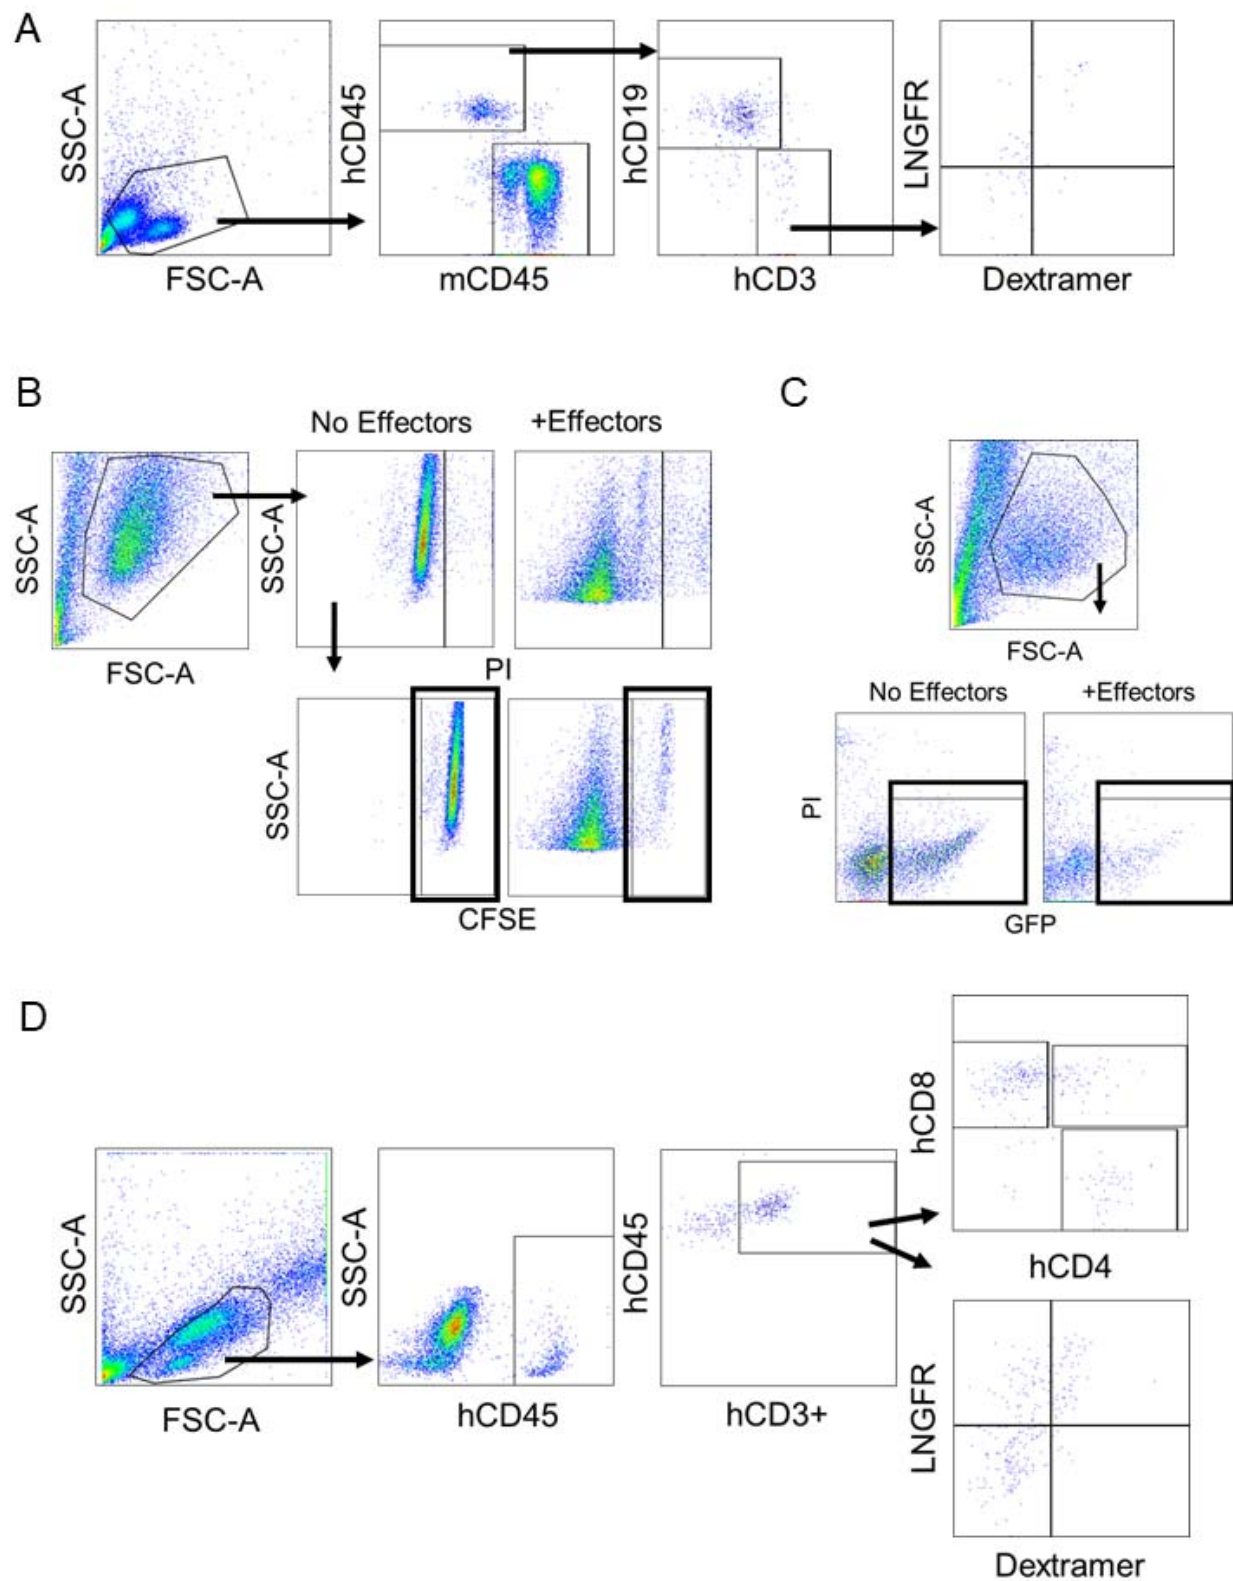 A
SSC-A
FSC-A
hCD45
mCD45
hCD19
hCD3
LNGFR
Dextramer
B
SSC-A
FSC-A
No Effectors
+Effectors
SSC-A
PI
SSC-A
CFSE
C
SSC-A
FSC-A
No Effectors
+Effectors
PI
GFP
D
SSC-A
FSC-A
SSC-A
hCD45
hCD45
hCD3+
hCD8
hCD4
LNGFR
Dextramer